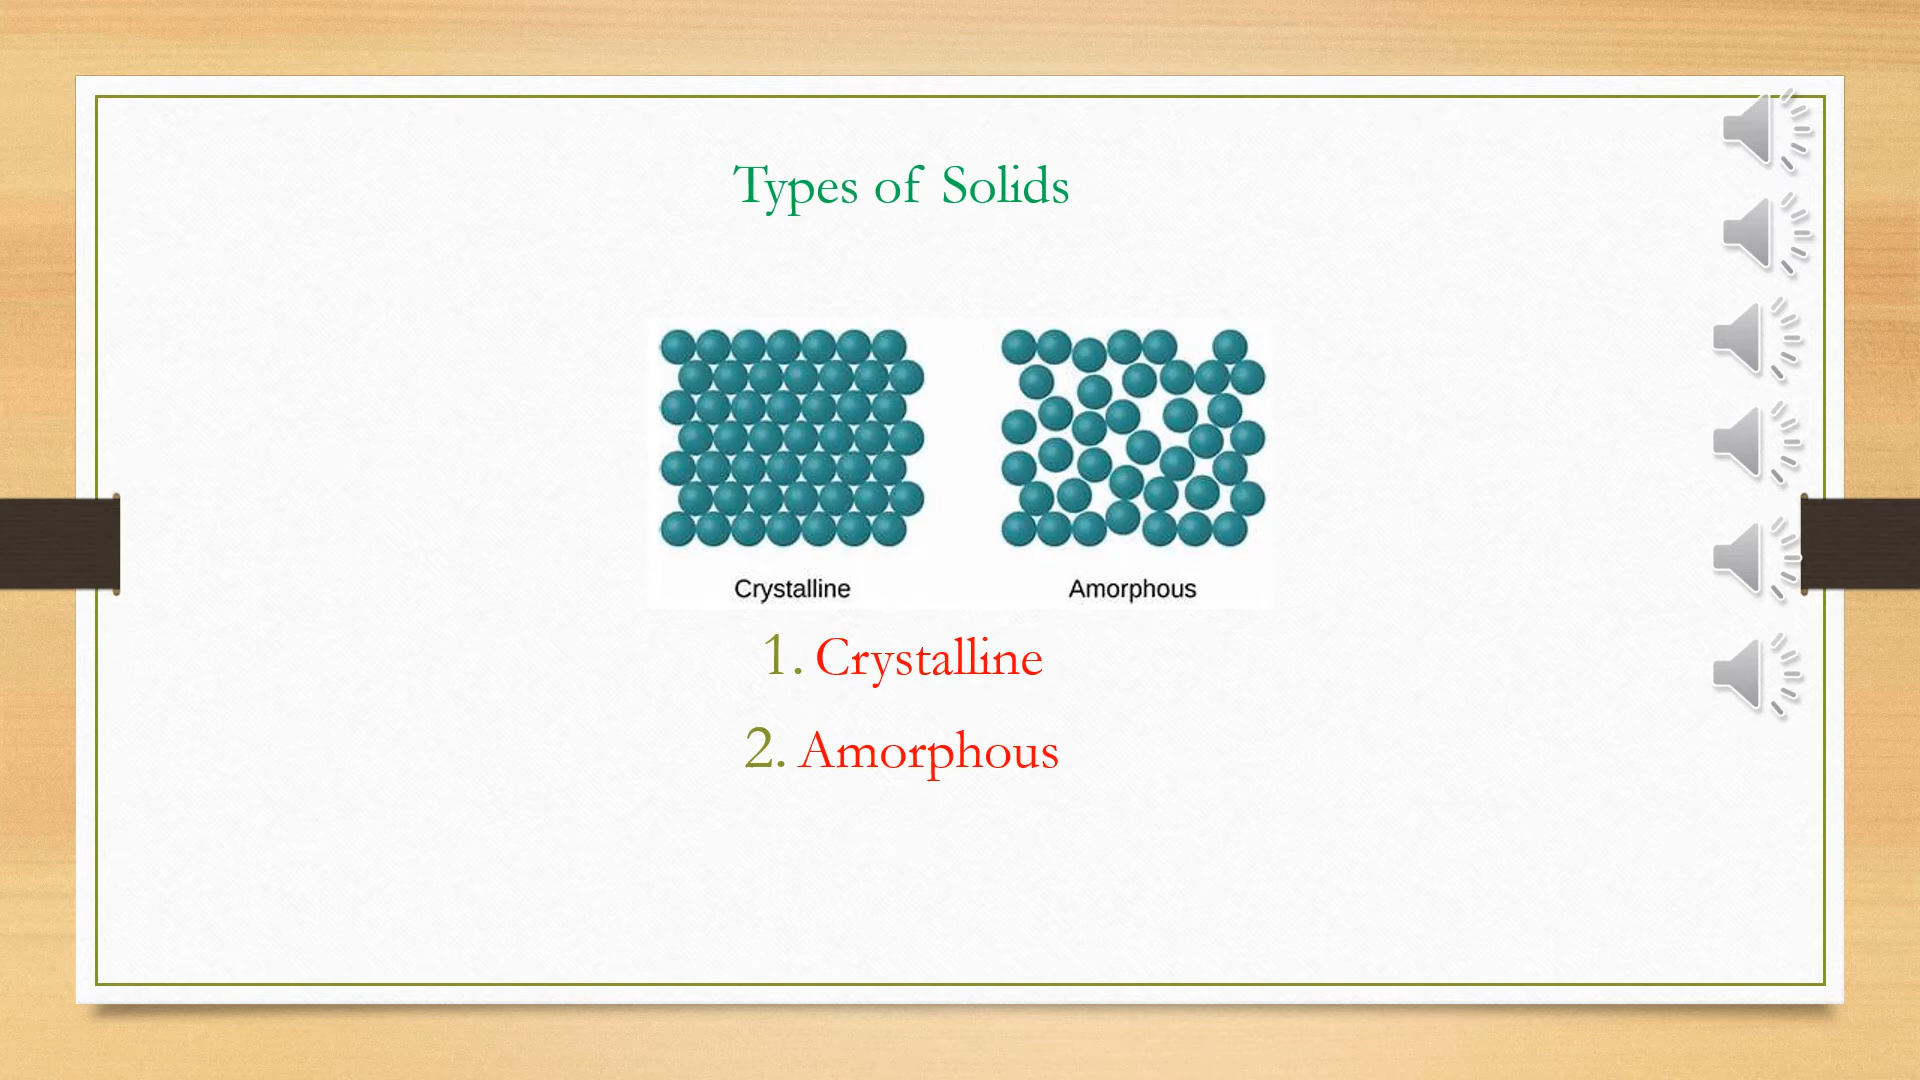 Types of Solids
Crystalline
Amorphous
1. Crystalline
2. Amorphous